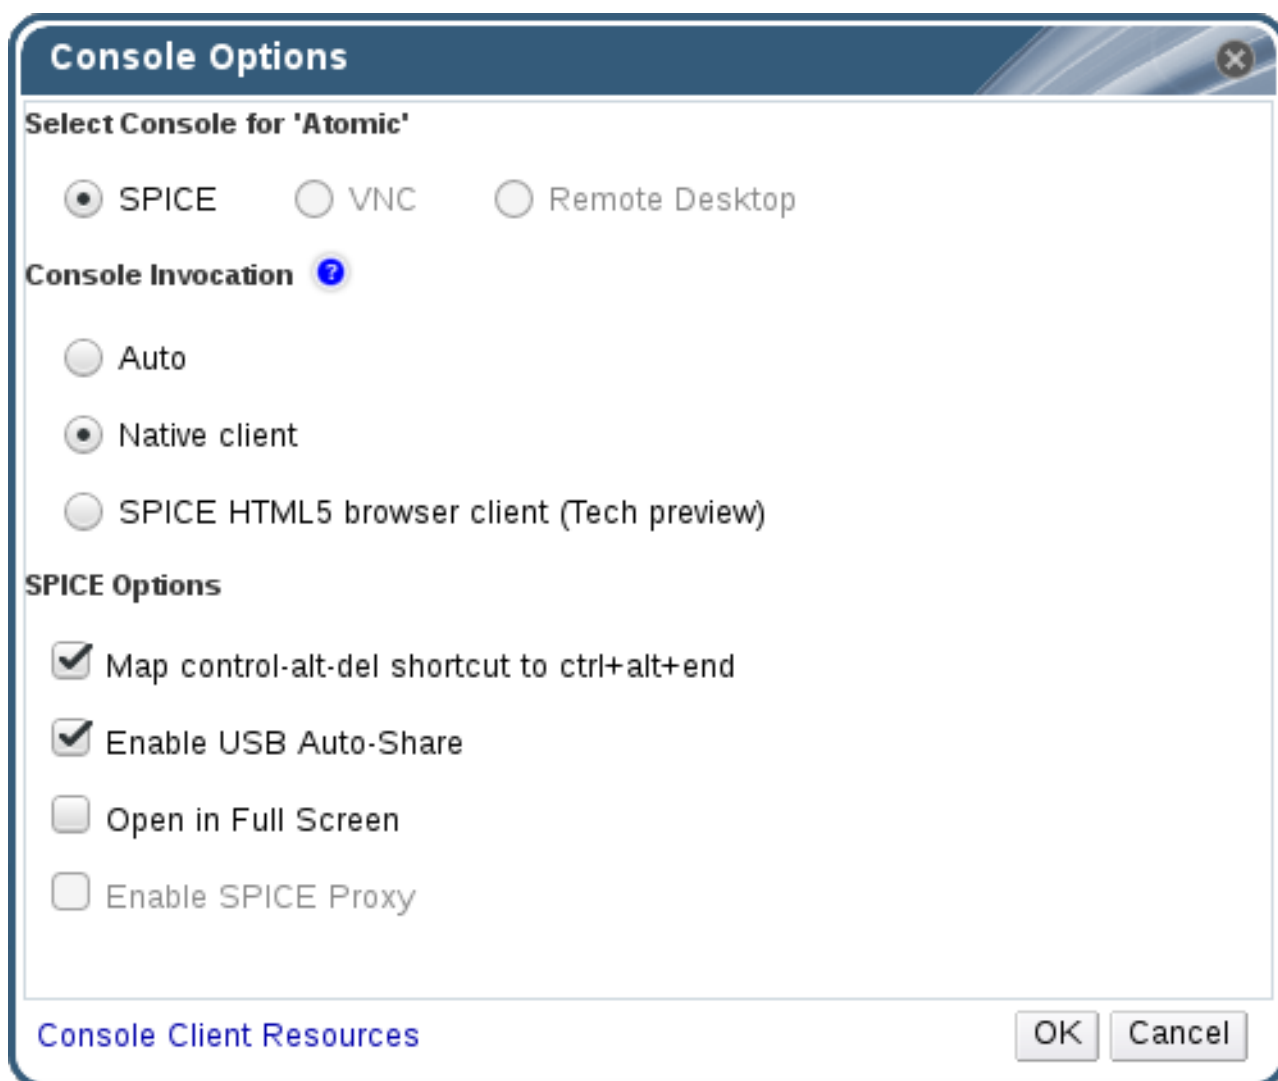 Console Options
Select Console for 'Atomic'
SPICE VNC Remote Desktop
Console Invocation ?
Auto
Native client
SPICE HTML5 browser client (Tech preview)
SPICE Options
Map control-alt-del shortcut to ctrl+alt+end
Enable USB Auto-Share
Open in Full Screen
Enable SPICE Proxy
Console Client Resources OK Cancel